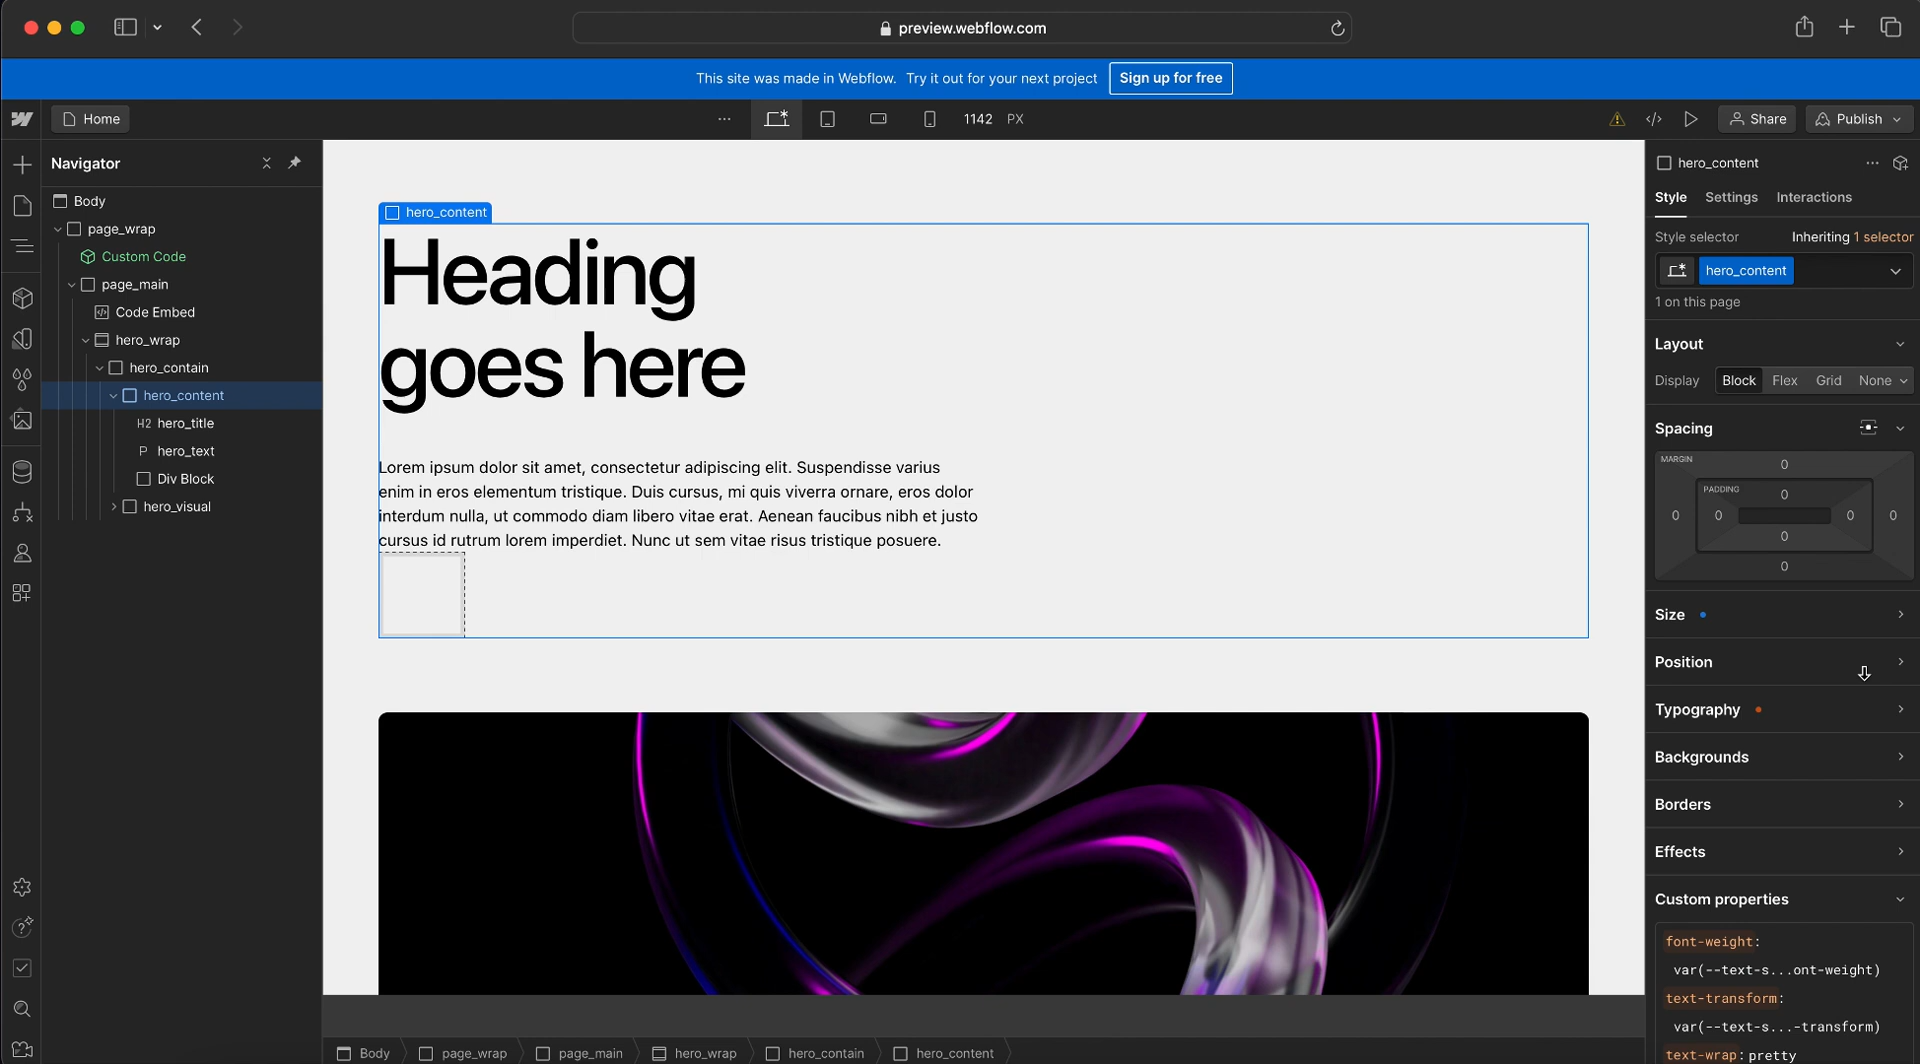 preview.webflow.com
This site was made in Webflow. Try it out for your next project
Sign up for free
Home
1142 PX
Share
Publish
Navigator
Body
page_wrap
Custom Code
page_main
Code Embed
hero_wrap
hero_contain
hero_content
H2 hero_title
P hero_text
Div Block
hero_visual
hero_content
Heading
goes here
Lorem ipsum dolor sit amet, consectetur adipiscing elit. Suspendisse varius
enim in eros elementum tristique. Duis cursus, mi quis viverra ornare, eros dolor
interdum nulla, ut commodo diam libero vitae erat. Aenean faucibus nibh et justo
cursus id rutrum lorem imperdiet. Nunc ut sem vitae risus tristique posuere.
Body
page_wrap
page_main
hero_wrap
hero_contain
hero_content
hero_content
Style Settings Interactions
Style selector Inheriting 1 selector
hero_content
1 on this page
Layout
Display Block Flex Grid None
Spacing
MARGIN
0
PADDING
0
0 0 0 0
0
0
Size
Position
Typography
Backgrounds
Borders
Effects
Custom properties
font-weight:
var(--text-s...ont-weight)
text-transform:
var(--text-s...-transform)
text-wrap: pretty